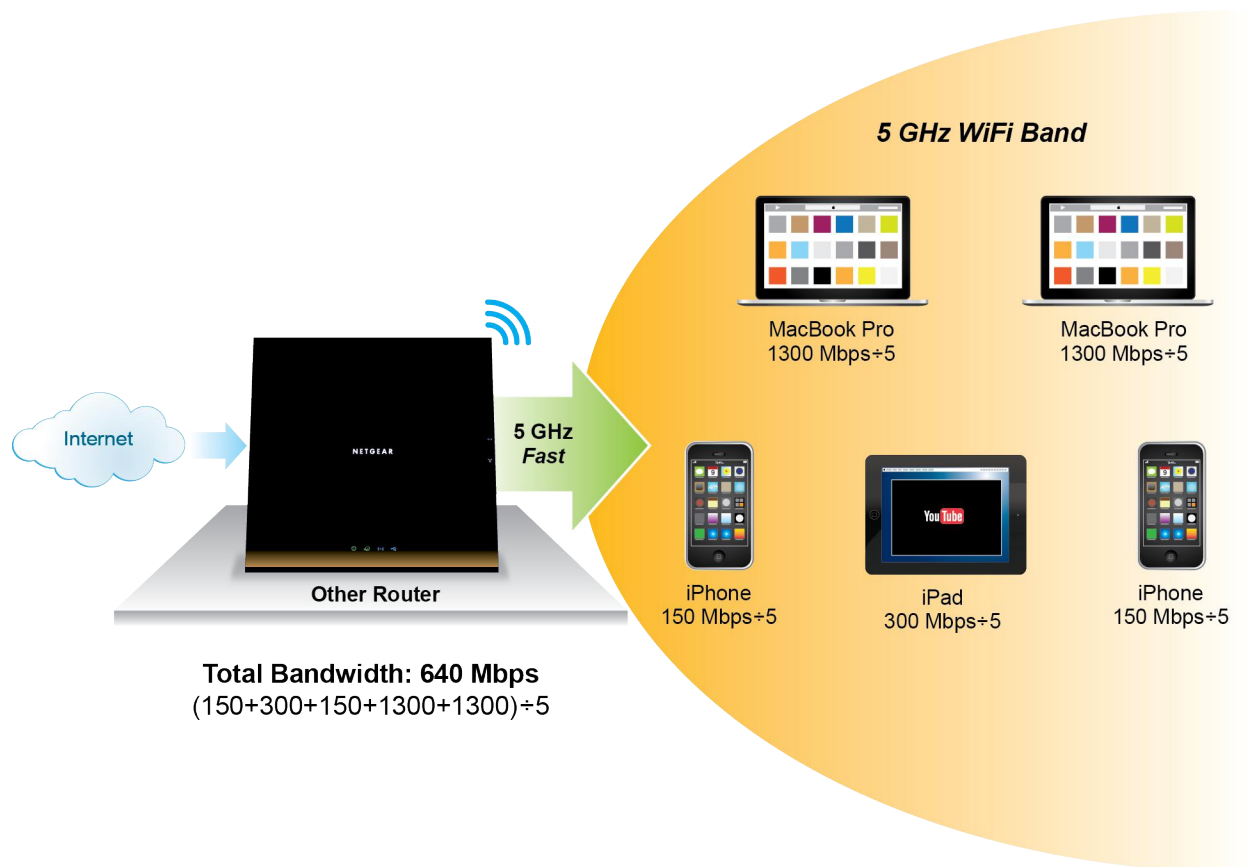 5 GHz WiFi Band
MacBook Pro
1300 Mbps÷5
MacBook Pro
1300 Mbps÷5
Internet
NETGEAR
5 GHz
Fast
You Tube
iPhone
150 Mbps÷5
iPad
300 Mbps÷5
iPhone
150 Mbps÷5
Other Router
Total Bandwidth: 640 Mbps
(150+300+150+1300+1300)÷5